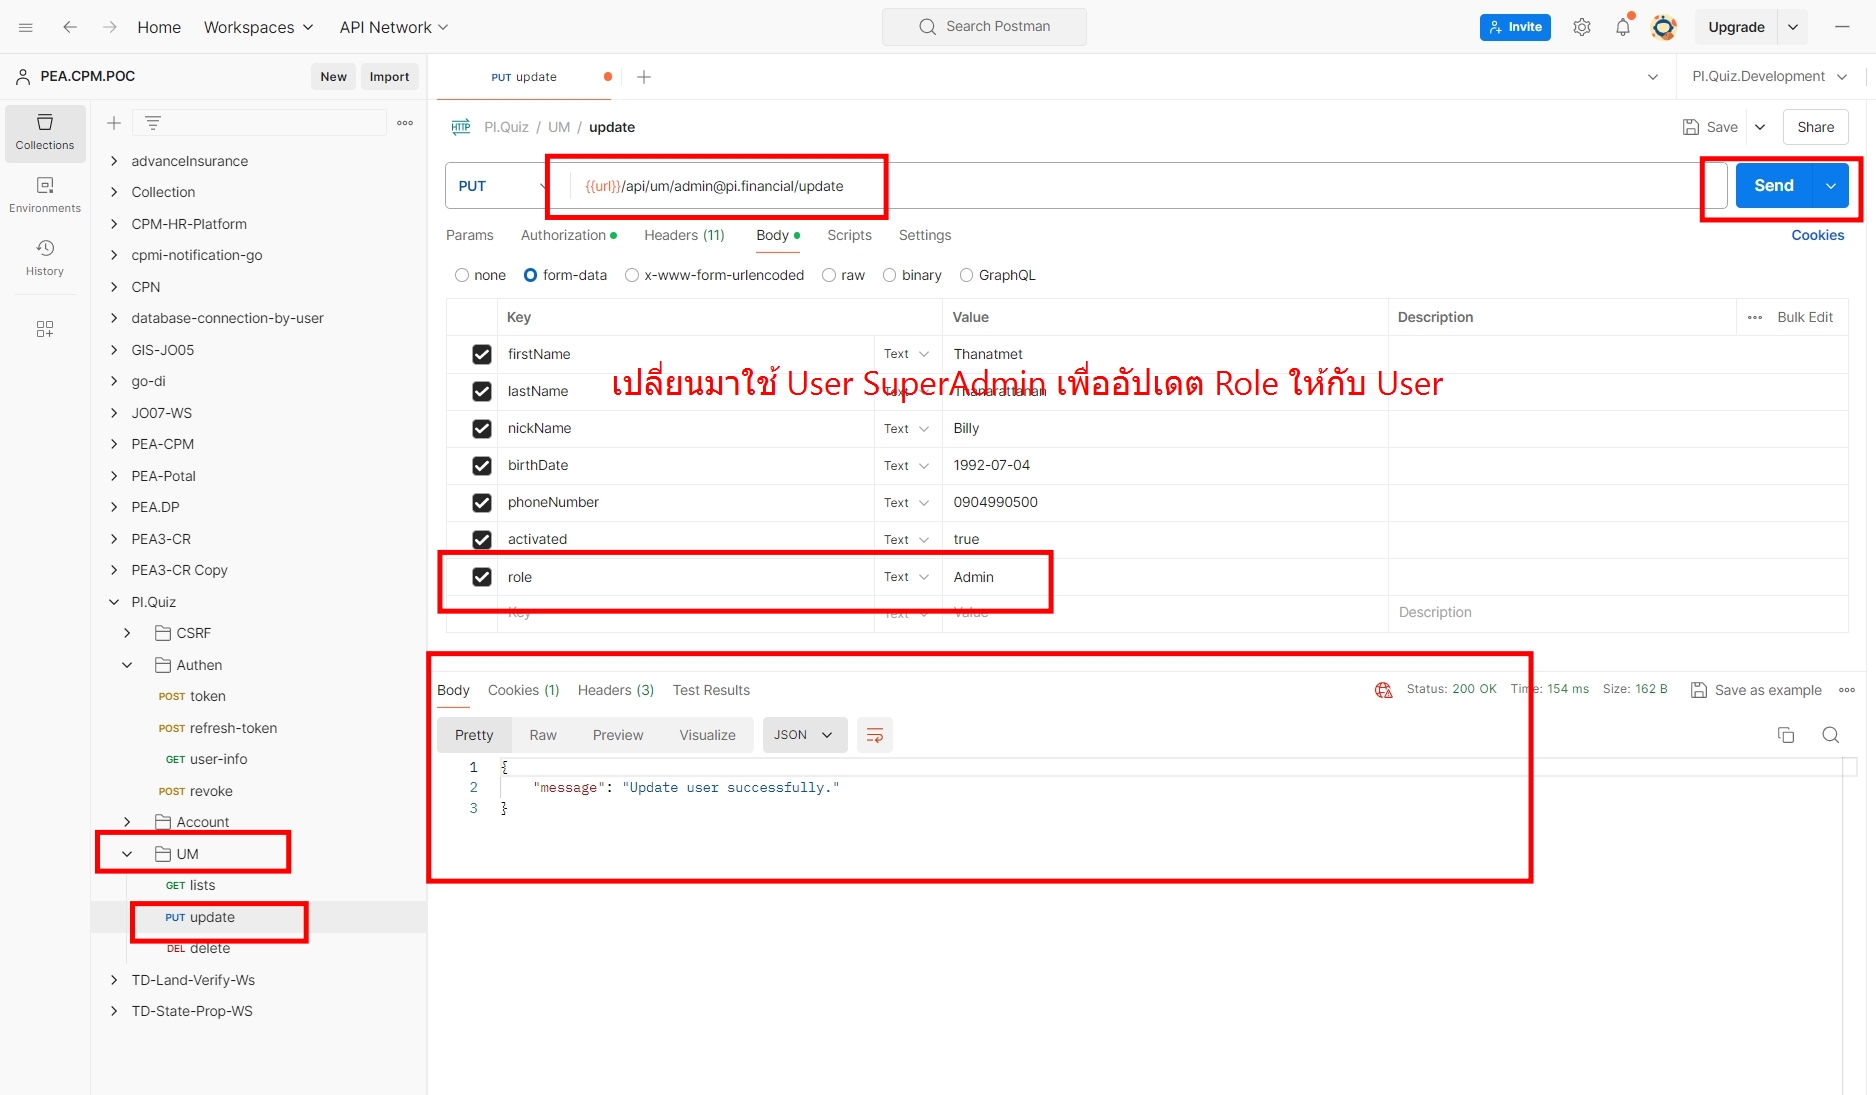 Home
Workspaces
API Network
Search Postman
Invite
Upgrade
PEA.CPM.POC
New
Import
PUT update
PI.Quiz.Development
Collections
Environments
History
advanceInsurance
Collection
CPM-HR-Platform
cpmi-notification-go
CPN
database-connection-by-user
GIS-JO05
go-di
JO07-WS
PEA-CPM
PEA-Potal
PEA.DP
PEA3-CR
PEA3-CR Copy
PI.Quiz
CSRF
Authen
POST token
POST refresh-token
GET user-info
POST revoke
Account
UM
GET lists
PUT update
DEL delete
TD-Land-Verify-Ws
TD-State-Prop-WS
HTTP PI.Quiz / UM / update
Save
Share
PUT
{{url}}/api/um/admin@pi.financial/update
Send
Params Authorization Headers (11) Body Scripts Settings
Cookies
none form-data x-www-form-urlencoded raw binary GraphQL
Key Value Description
Bulk Edit
firstName Text Thanatmet
lastName Text Thanarattanan
เปลี่ยนมาใช้ User SuperAdmin เพื่ออัปเดต Role ให้กับ User
nickName Text Billy
birthDate Text 1992-07-04
phoneNumber Text 0904990500
activated Text true
role Text Admin
Key Text Value Description
Body Cookies (1) Headers (3) Test Results
Status: 200 OK Time: 154 ms Size: 162 B
Save as example
Pretty Raw Preview Visualize JSON
1 {
2 "message": "Update user successfully."
3 }